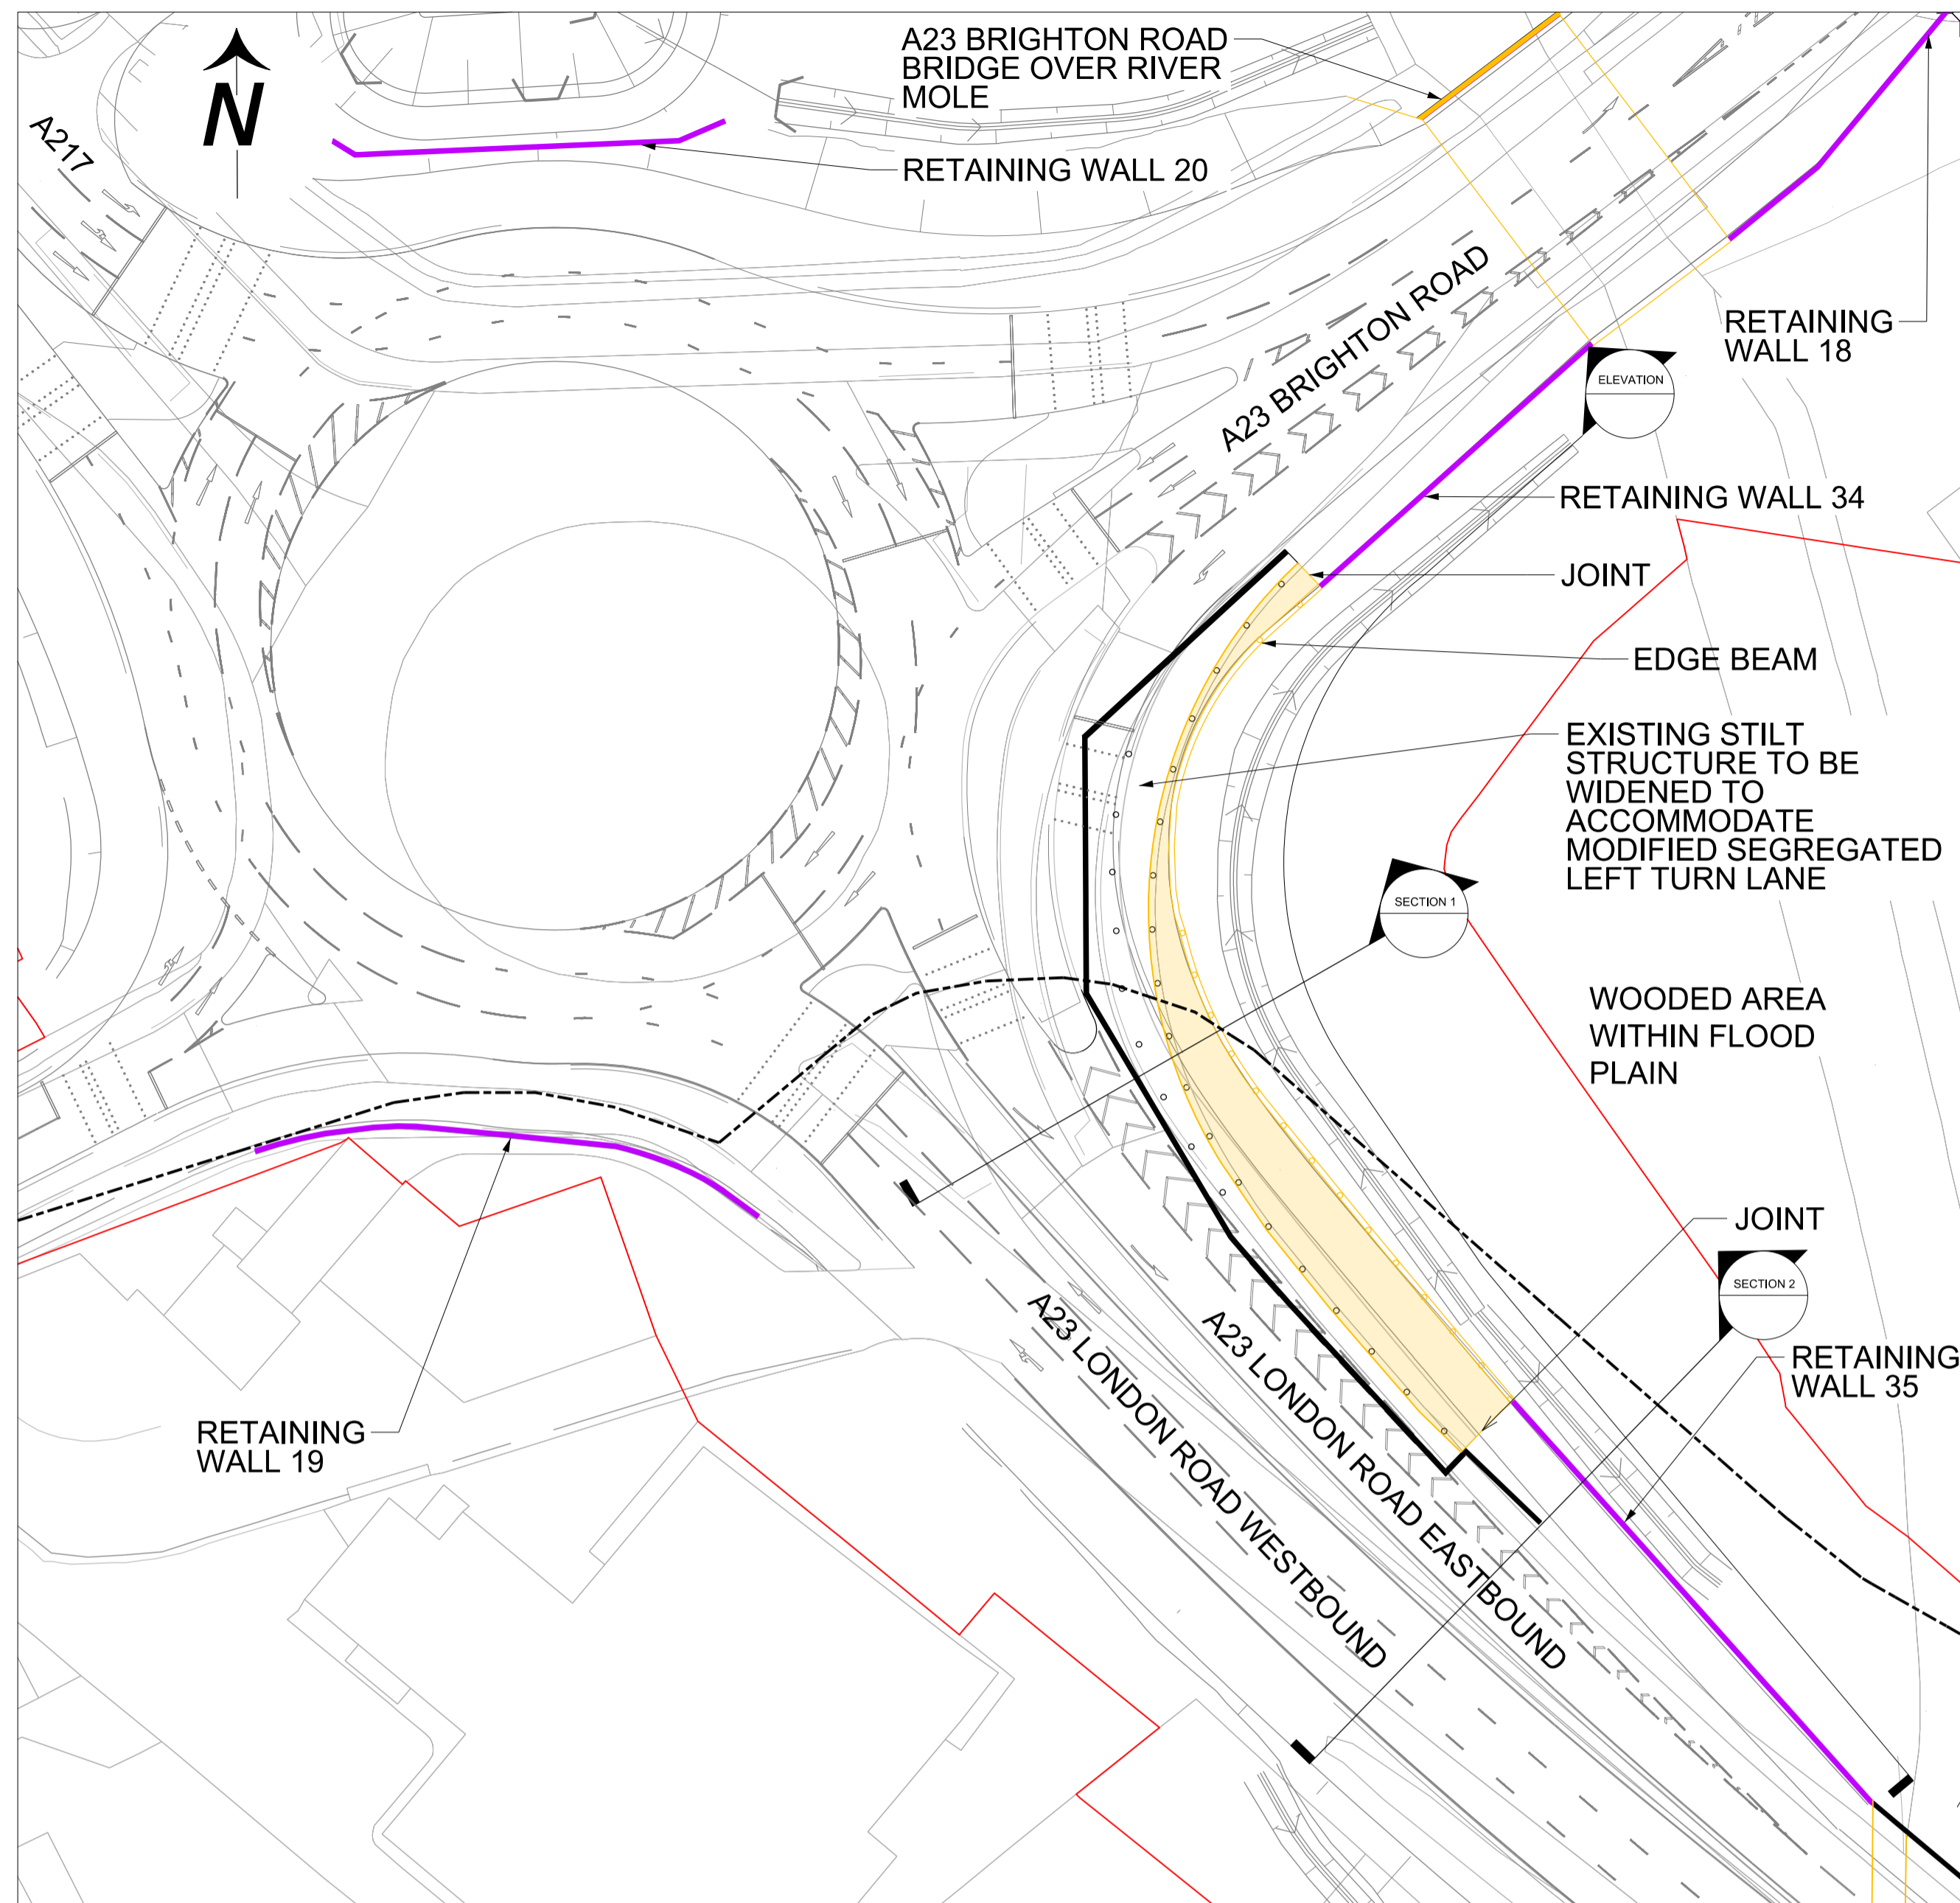 A23 BRIGHTON ROAD
BRIDGE OVER RIVER
MOLE
A217
N
RETAINING WALL 20
A23 BRIGHTON ROAD
RETAINING
WALL 18
ELEVATION
RETAINING WALL 34
JOINT
EDGE BEAM
EXISTING STILT
STRUCTURE TO BE
WIDENED TO
ACCOMMODATE
MODIFIED SEGREGATED
LEFT TURN LANE
SECTION 1
WOODED AREA
WITHIN FLOOD
PLAIN
JOINT
SECTION 2
RETAINING
WALL 35
A23 LONDON ROAD WESTBOUND
A23 LONDON ROAD EASTBOUND
RETAINING
WALL 19